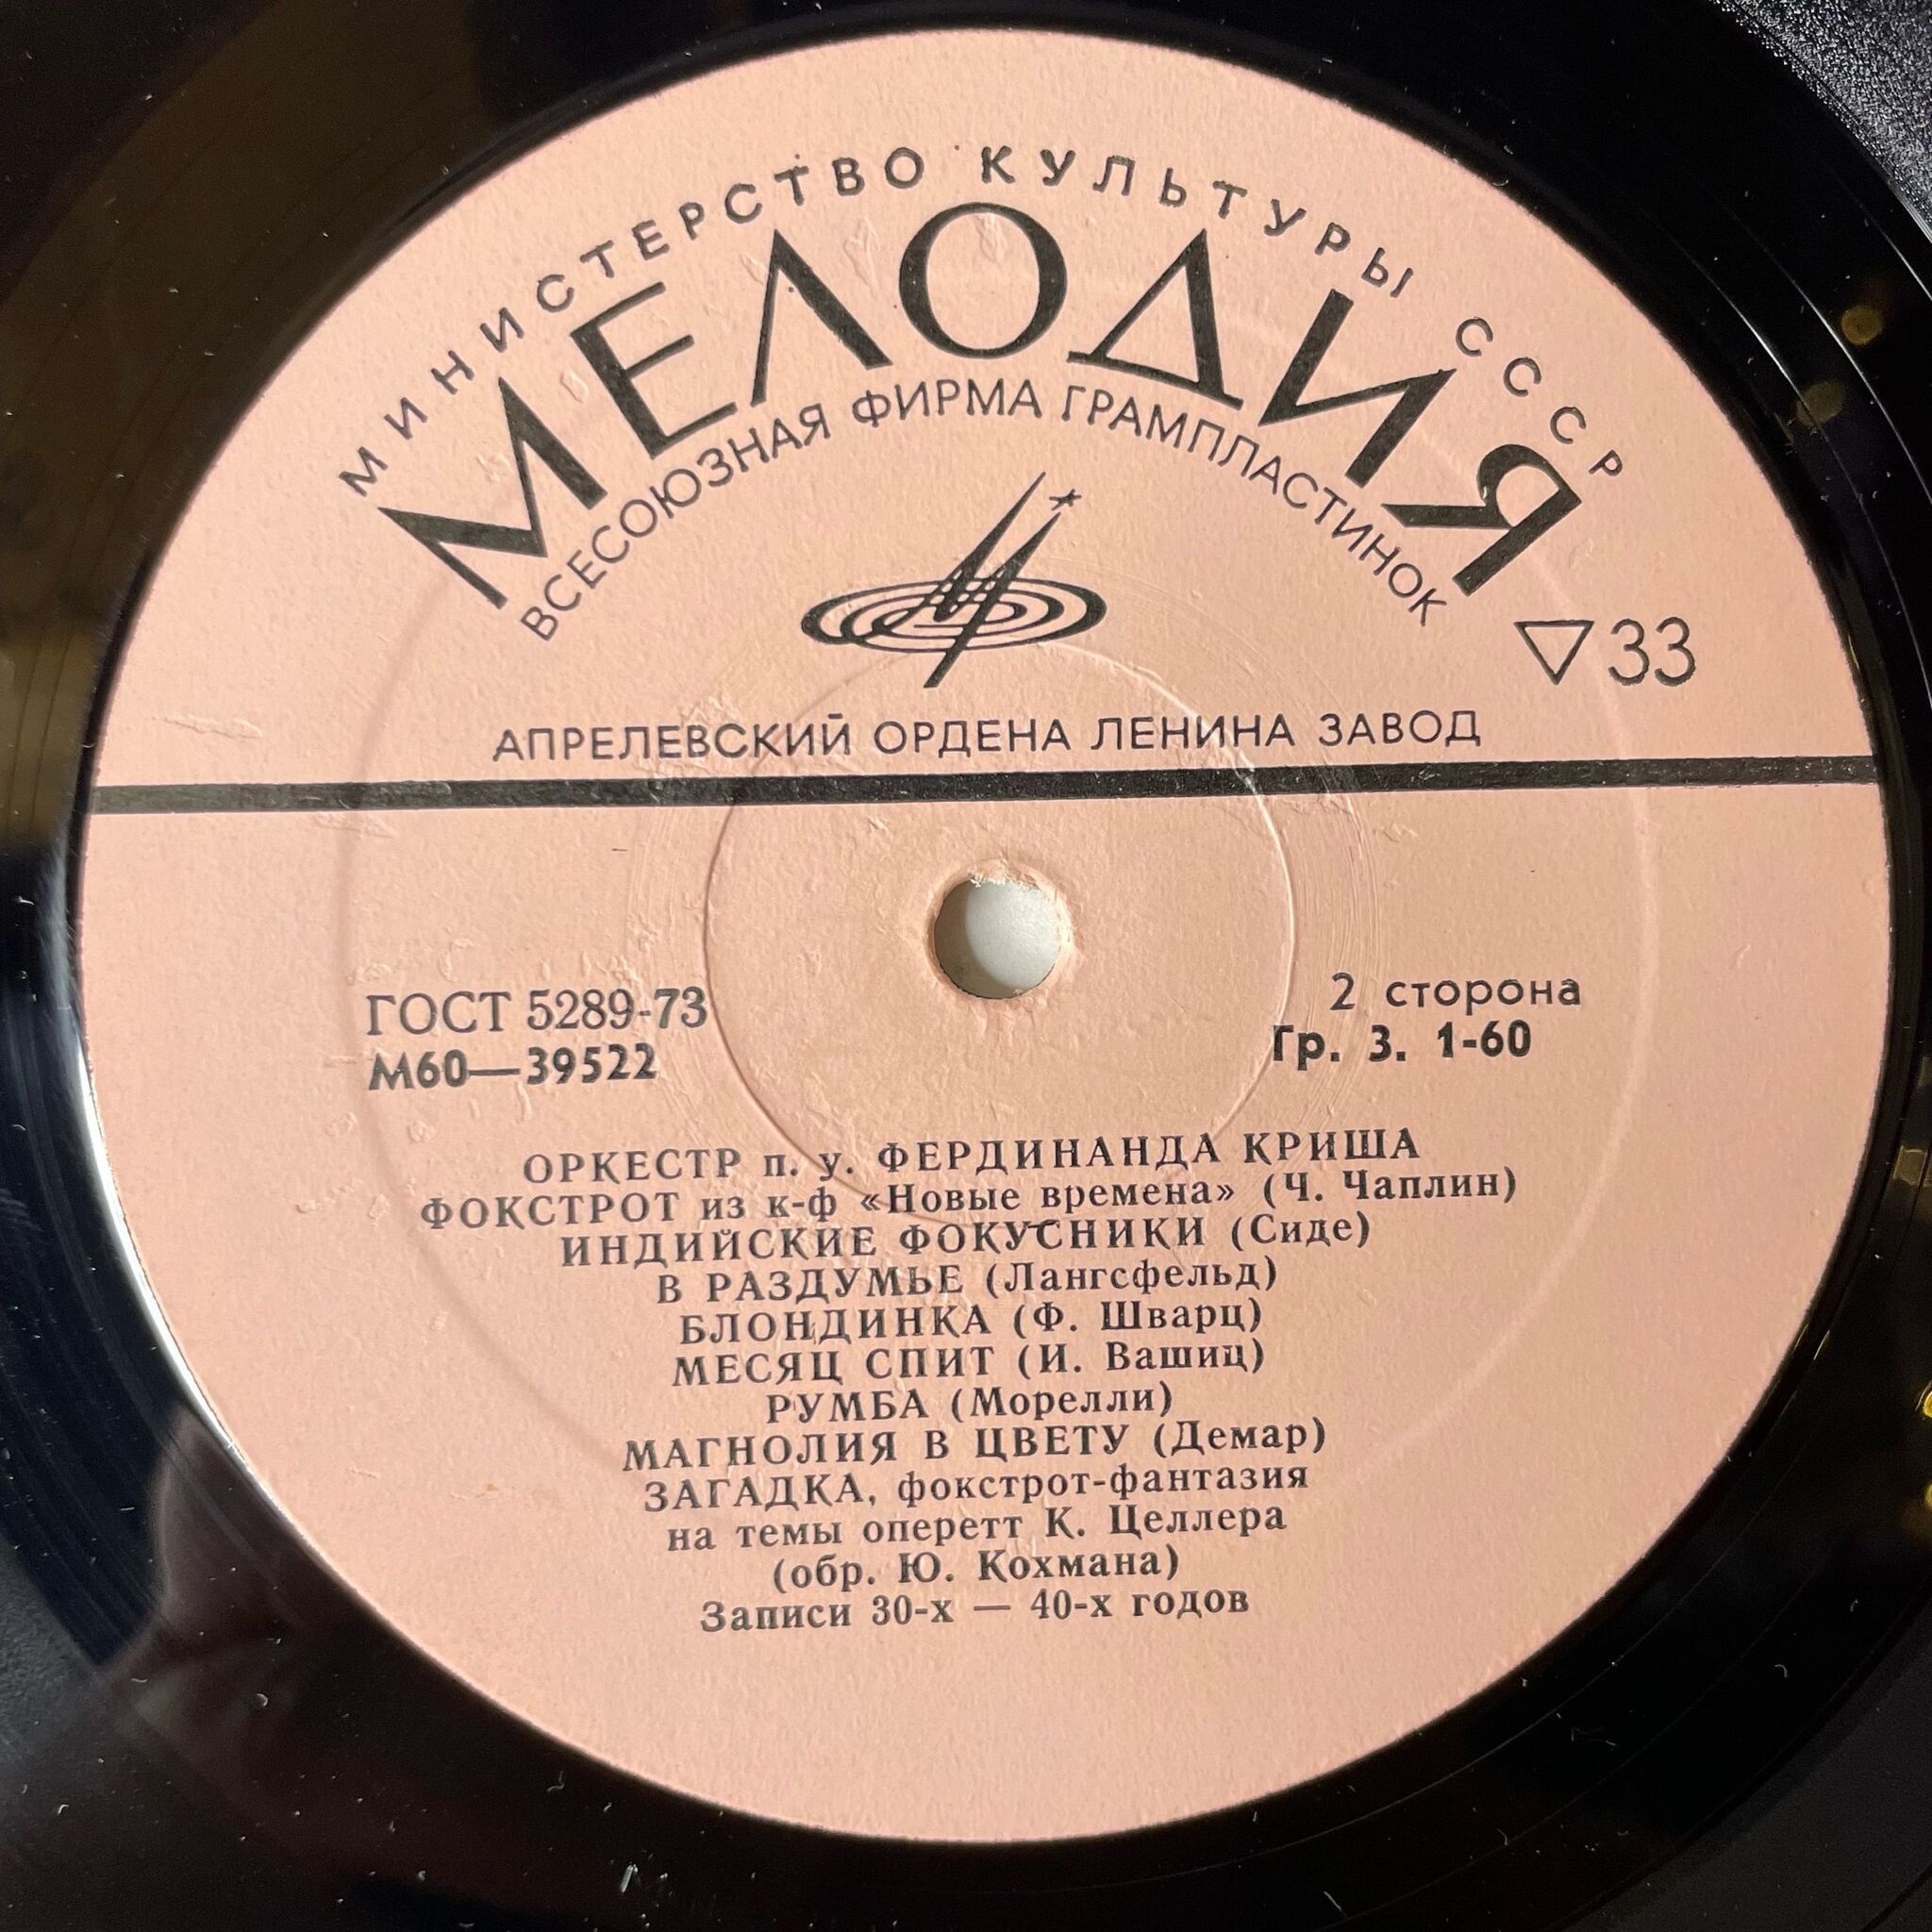 МИНИСТЕРСТВО КУЛЬТУРЫ СССР
МЕЛОДИЯ
ВСЕСОЮЗНАЯ ФИРМА ГРАМПЛАСТИНОК
33
АПРЕЛЕВСКИЙ ОРДЕНА ЛЕНИНА ЗАВОД
ГОСТ 5289-73
М60—39522
2 сторона
Гр. 3. 1-60
ОРКЕСТР п. у. ФЕРДИНАНДА КРИША
ФОКСТРОТ из к-ф «Новые времена» (Ч. Чаплин)
ИНДИЙСКИЕ ФОКУСНИКИ (Сиде)
В РАЗДУМЬЕ (Лангсфельд)
БЛОНДИНКА (Ф. Шварц)
МЕСЯЦ СПИТ (И. Вашиц)
РУМБА (Морелли)
МАГНОЛИЯ В ЦВЕТУ (Демар)
ЗАГАДКА, фокстрот-фантазия
на темы оперетт К. Целлера
(обр. Ю. Кохмана)
Записи 30-х — 40-х годов